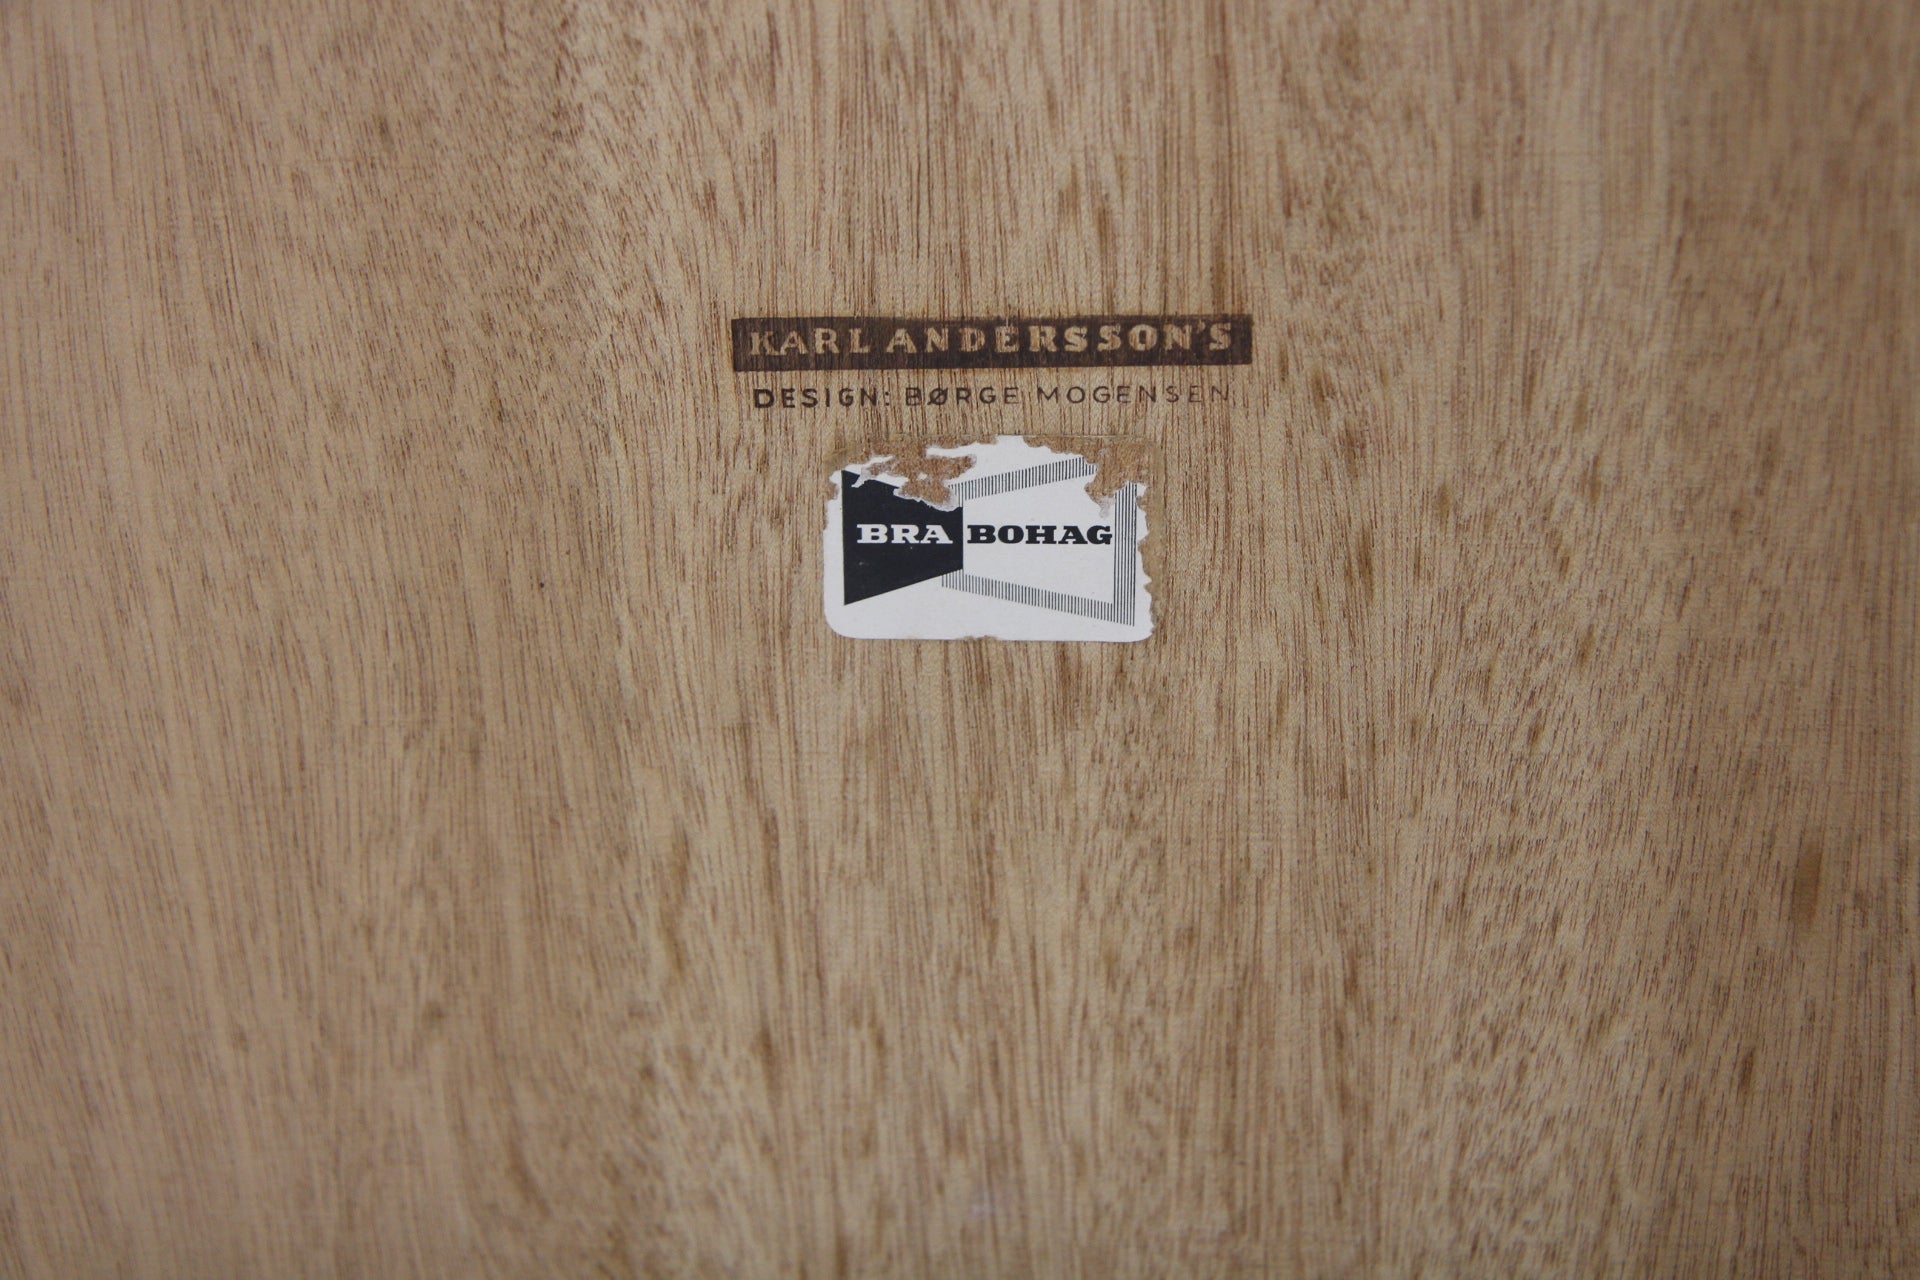 KARL ANDERSSON'S
DESIGN: BØRGE MOGENSEN
BRA BOHAG